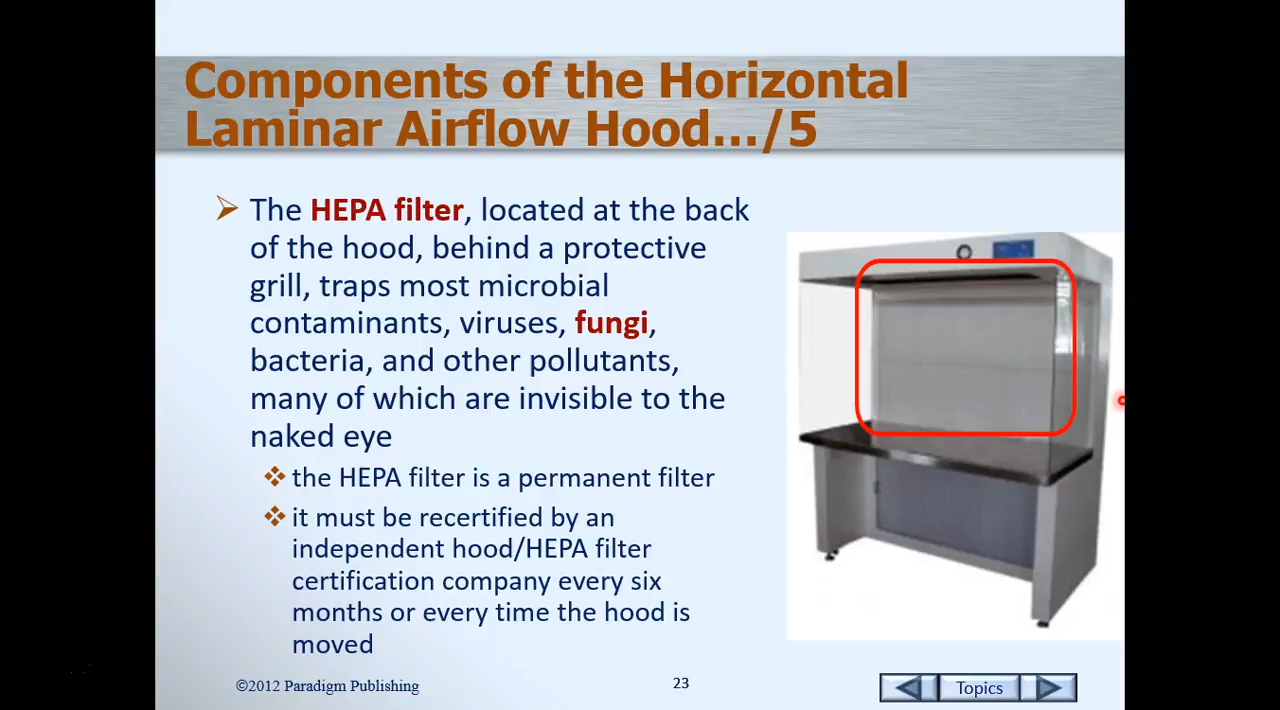 Components of the Horizontal
Laminar Airflow Hood…/5
The HEPA filter, located at the back
of the hood, behind a protective
grill, traps most microbial
contaminants, viruses, fungi,
bacteria, and other pollutants,
many of which are invisible to the
naked eye
the HEPA filter is a permanent filter
it must be recertified by an
independent hood/HEPA filter
certification company every six
months or every time the hood is
moved
©2012 Paradigm Publishing
23
Topics